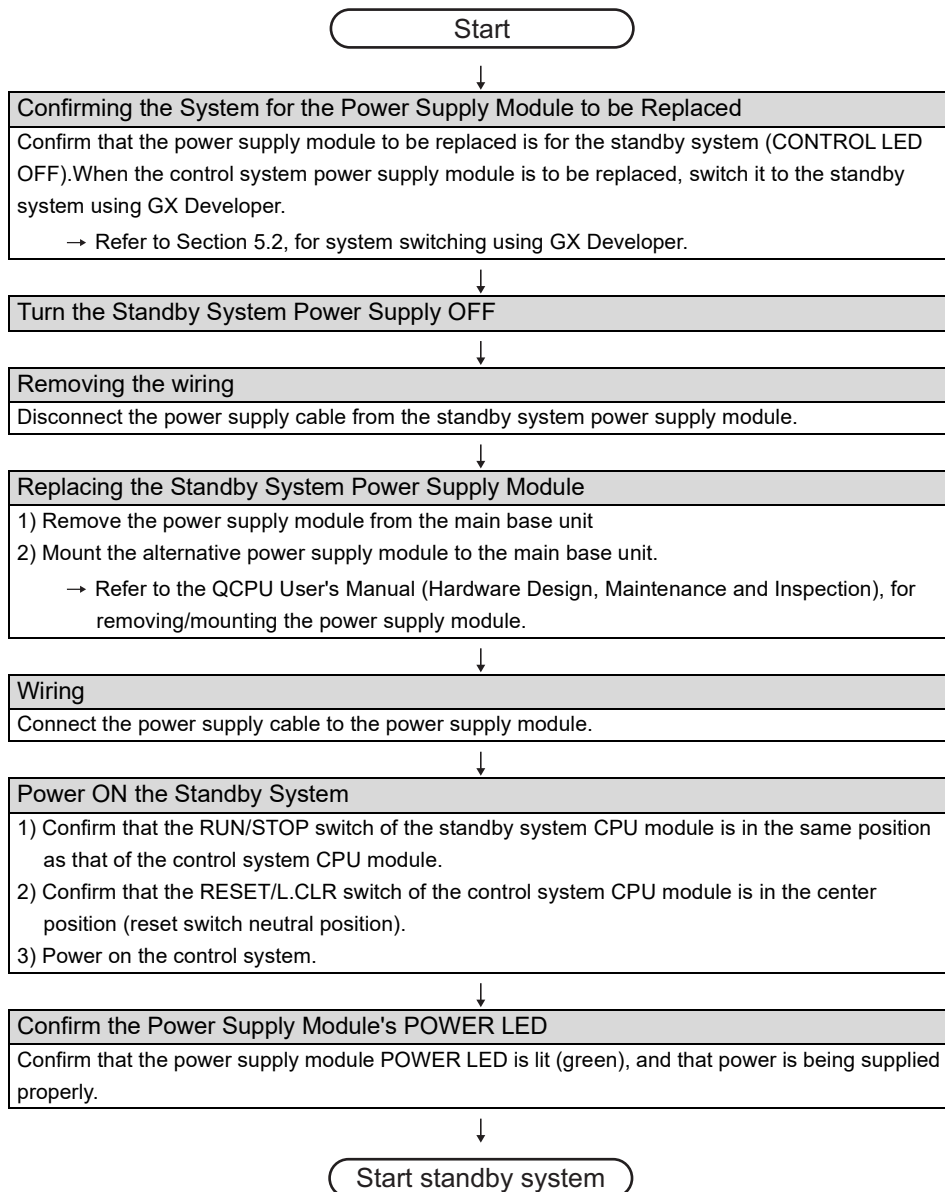 Start
Confirming the System for the Power Supply Module to be Replaced
Confirm that the power supply module to be replaced is for the standby system (CONTROL LED
OFF).When the control system power supply module is to be replaced, switch it to the standby
system using GX Developer.
→ Refer to Section 5.2, for system switching using GX Developer.
Turn the Standby System Power Supply OFF
Removing the wiring
Disconnect the power supply cable from the standby system power supply module.
Replacing the Standby System Power Supply Module
1) Remove the power supply module from the main base unit
2) Mount the alternative power supply module to the main base unit.
→ Refer to the QCPU User's Manual (Hardware Design, Maintenance and Inspection), for
removing/mounting the power supply module.
Wiring
Connect the power supply cable to the power supply module.
Power ON the Standby System
1) Confirm that the RUN/STOP switch of the standby system CPU module is in the same position
as that of the control system CPU module.
2) Confirm that the RESET/L.CLR switch of the control system CPU module is in the center
position (reset switch neutral position).
3) Power on the control system.
Confirm the Power Supply Module's POWER LED
Confirm that the power supply module POWER LED is lit (green), and that power is being supplied
properly.
Start standby system